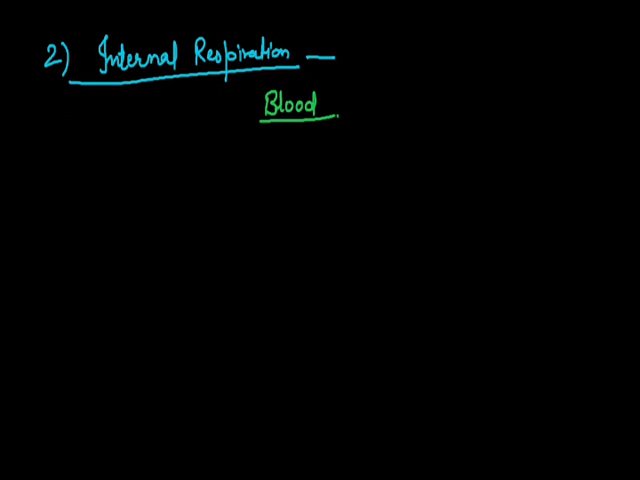 2) Internal Respiration —
Blood